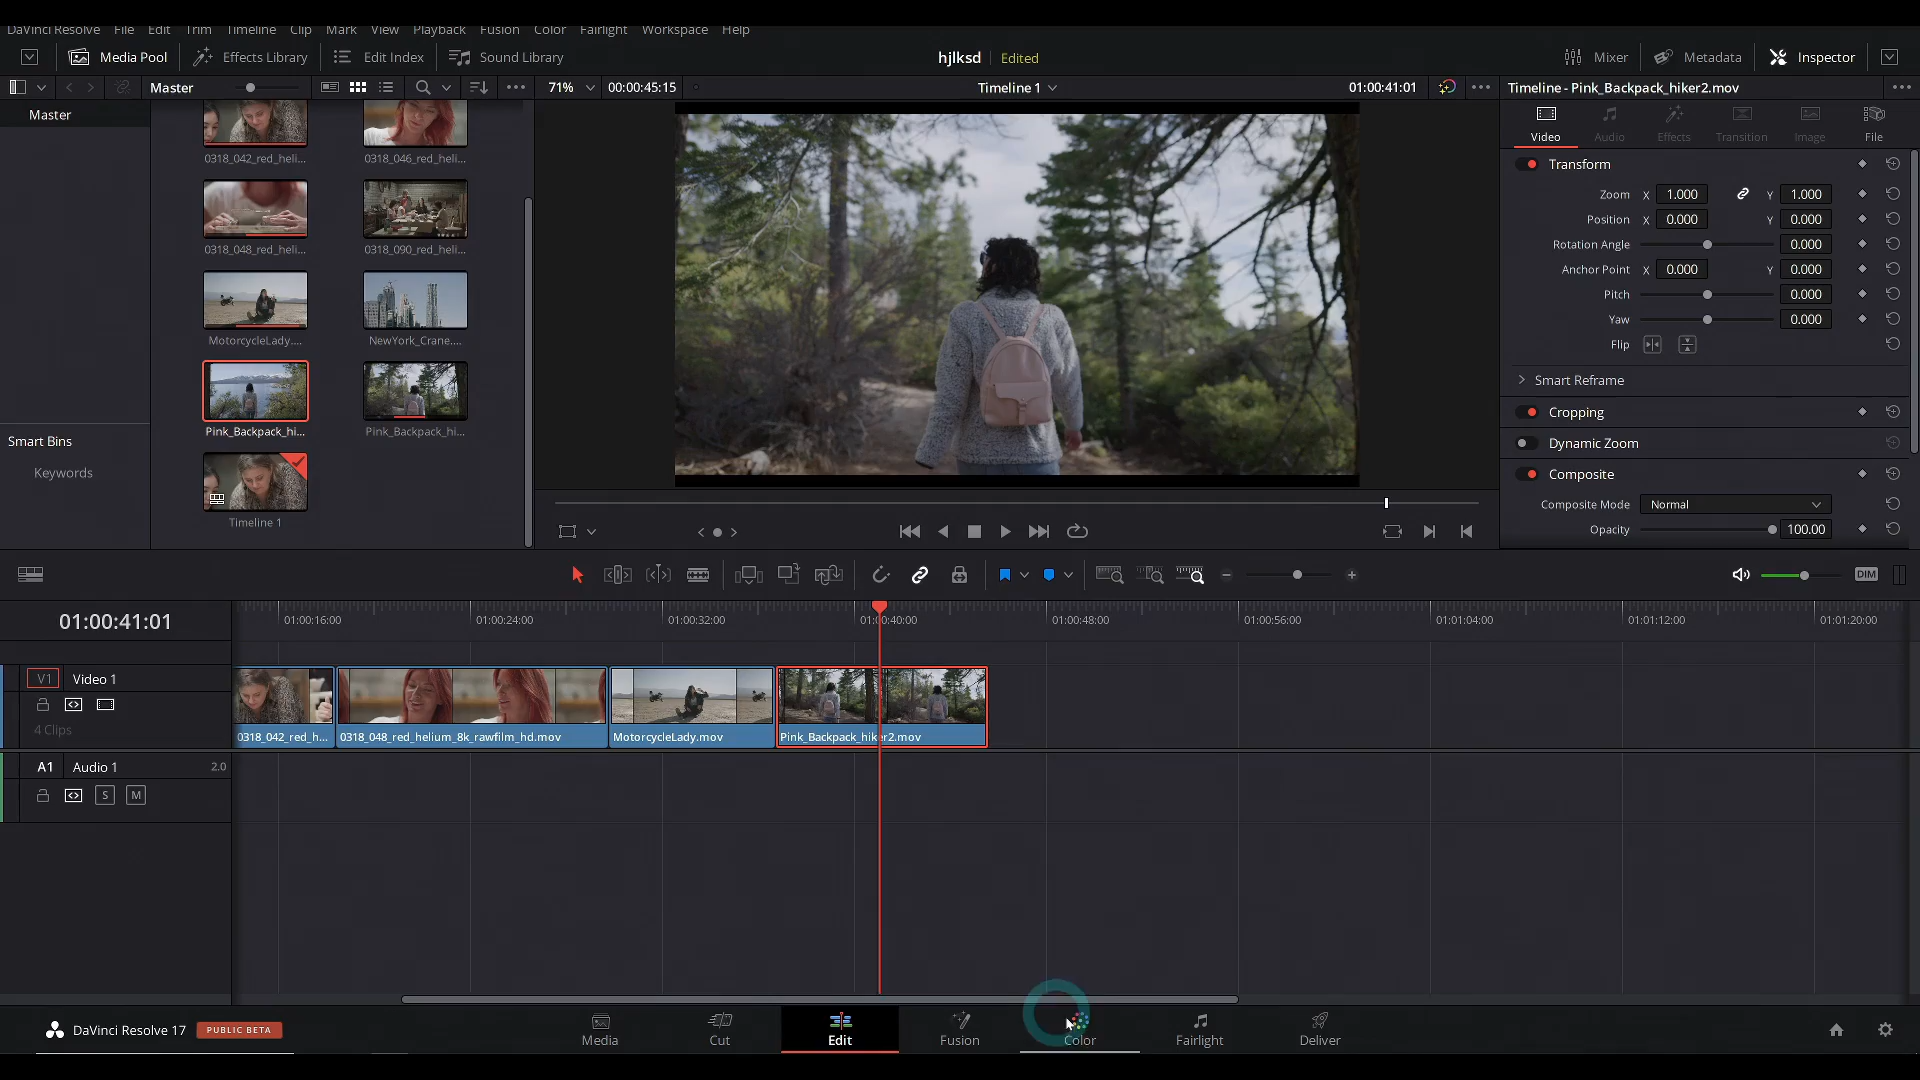 DaVinci Resolve File Edit Trim Timeline Clip Mark View Playback Fusion Color Fairlight Workspace Help
Media Pool Effects Library Edit Index Sound Library hjlksd Edited Mixer Metadata Inspector
Master 71% 00:00:45:15 Timeline 1 01:00:41:01 Timeline - Pink_Backpack_hiker2.mov
Master
Video Audio Effects Transition Image File
0318_042_red_heli... 0318_046_red_heli...
0318_048_red_heli... 0318_090_red_heli...
MotorcycleLady.... NewYork_Crane....
Pink_Backpack_hi... Pink_Backpack_hi...
Timeline 1
Smart Bins
Keywords
Transform
Zoom X 1.000 Y 1.000
Position X 0.000 Y 0.000
Rotation Angle 0.000
Anchor Point X 0.000 Y 0.000
Pitch 0.000
Yaw 0.000
Flip
Smart Reframe
Cropping
Dynamic Zoom
Composite
Composite Mode Normal
Opacity 100.00
DIM
01:00:41:01
01:00:16:00 01:00:24:00 01:00:32:00 01:00:40:00 01:00:48:00 01:00:56:00 01:01:04:00 01:01:12:00 01:01:20:00
V1 Video 1
4 Clips
0318_042_red_h... 0318_048_red_helium_8k_rawfilm_hd.mov MotorcycleLady.mov Pink_Backpack_hiker2.mov
A1 Audio 1 2.0
S M
DaVinci Resolve 17 PUBLIC BETA
Media Cut Edit Fusion Color Fairlight Deliver